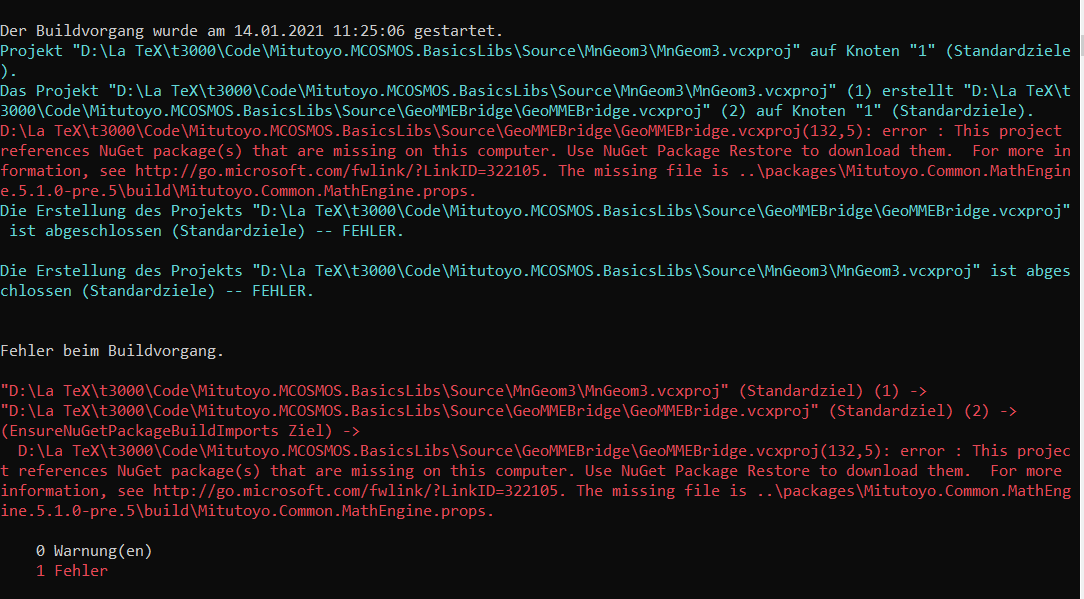 Der Buildvorgang wurde am 14.01.2021 11:25:06 gestartet.
Projekt "D:\La TeX\t3000\Code\Mitutoyo.MCOSMOS.BasicsLibs\Source\MnGeom3\MnGeom3.vcxproj" auf Knoten "1" (Standardziele
).
Das Projekt "D:\La TeX\t3000\Code\Mitutoyo.MCOSMOS.BasicsLibs\Source\MnGeom3\MnGeom3.vcxproj" (1) erstellt "D:\La TeX\t
3000\Code\Mitutoyo.MCOSMOS.BasicsLibs\Source\GeoMMEBridge\GeoMMEBridge.vcxproj" (2) auf Knoten "1" (Standardziele).
D:\La TeX\t3000\Code\Mitutoyo.MCOSMOS.BasicsLibs\Source\GeoMMEBridge\GeoMMEBridge.vcxproj(132,5): error : This project
references NuGet package(s) that are missing on this computer. Use NuGet Package Restore to download them.  For more in
formation, see http://go.microsoft.com/fwlink/?LinkID=322105. The missing file is ..\packages\Mitutoyo.Common.MathEngin
e.5.1.0-pre.5\build\Mitutoyo.Common.MathEngine.props.
Die Erstellung des Projekts "D:\La TeX\t3000\Code\Mitutoyo.MCOSMOS.BasicsLibs\Source\GeoMMEBridge\GeoMMEBridge.vcxproj"
 ist abgeschlossen (Standardziele) -- FEHLER.
Die Erstellung des Projekts "D:\La TeX\t3000\Code\Mitutoyo.MCOSMOS.BasicsLibs\Source\MnGeom3\MnGeom3.vcxproj" ist abges
chlossen (Standardziele) -- FEHLER.
Fehler beim Buildvorgang.
"D:\La TeX\t3000\Code\Mitutoyo.MCOSMOS.BasicsLibs\Source\MnGeom3\MnGeom3.vcxproj" (Standardziel) (1) ->
"D:\La TeX\t3000\Code\Mitutoyo.MCOSMOS.BasicsLibs\Source\GeoMMEBridge\GeoMMEBridge.vcxproj" (Standardziel) (2) ->
(EnsureNuGetPackageBuildImports Ziel) ->
  D:\La TeX\t3000\Code\Mitutoyo.MCOSMOS.BasicsLibs\Source\GeoMMEBridge\GeoMMEBridge.vcxproj(132,5): error : This projec
t references NuGet package(s) that are missing on this computer. Use NuGet Package Restore to download them.  For more
information, see http://go.microsoft.com/fwlink/?LinkID=322105. The missing file is ..\packages\Mitutoyo.Common.MathEng
ine.5.1.0-pre.5\build\Mitutoyo.Common.MathEngine.props.
    0 Warnung(en)
    1 Fehler